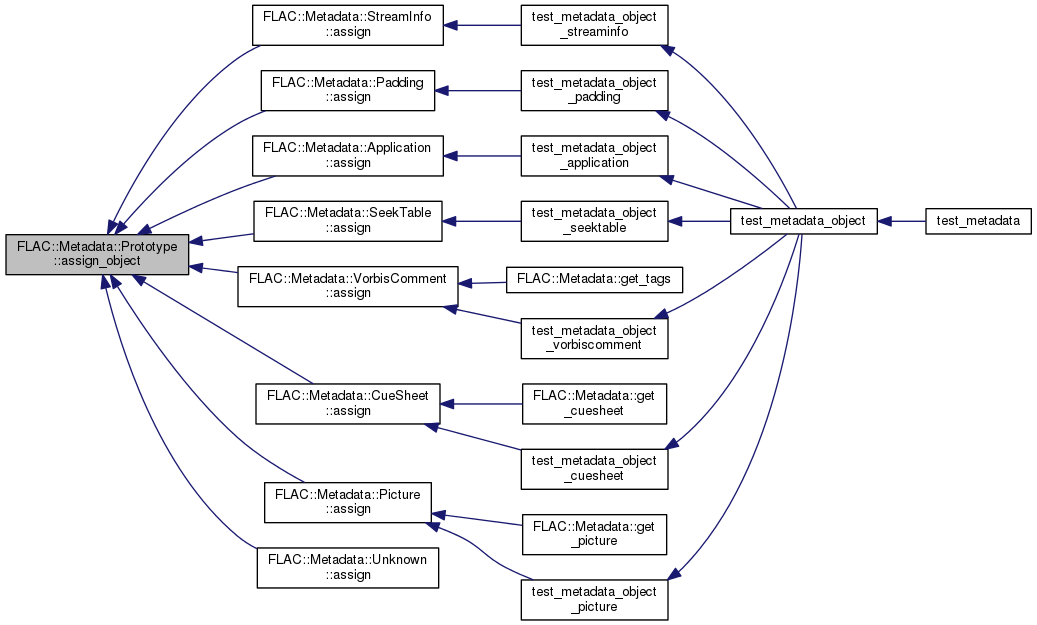 FLAC::Metadata::StreamInfo
::assign
test_metadata_object
_streaminfo
FLAC::Metadata::Padding
::assign
test_metadata_object
_padding
FLAC::Metadata::Application
::assign
test_metadata_object
_application
FLAC::Metadata::SeekTable
::assign
test_metadata_object
_seektable
test_metadata_object
test_metadata
FLAC::Metadata::Prototype
::assign_object
FLAC::Metadata::VorbisComment
::assign
FLAC::Metadata::get_tags
test_metadata_object
_vorbiscomment
FLAC::Metadata::CueSheet
::assign
FLAC::Metadata::get
_cuesheet
test_metadata_object
_cuesheet
FLAC::Metadata::Picture
::assign
FLAC::Metadata::get
_picture
FLAC::Metadata::Unknown
::assign
test_metadata_object
_picture